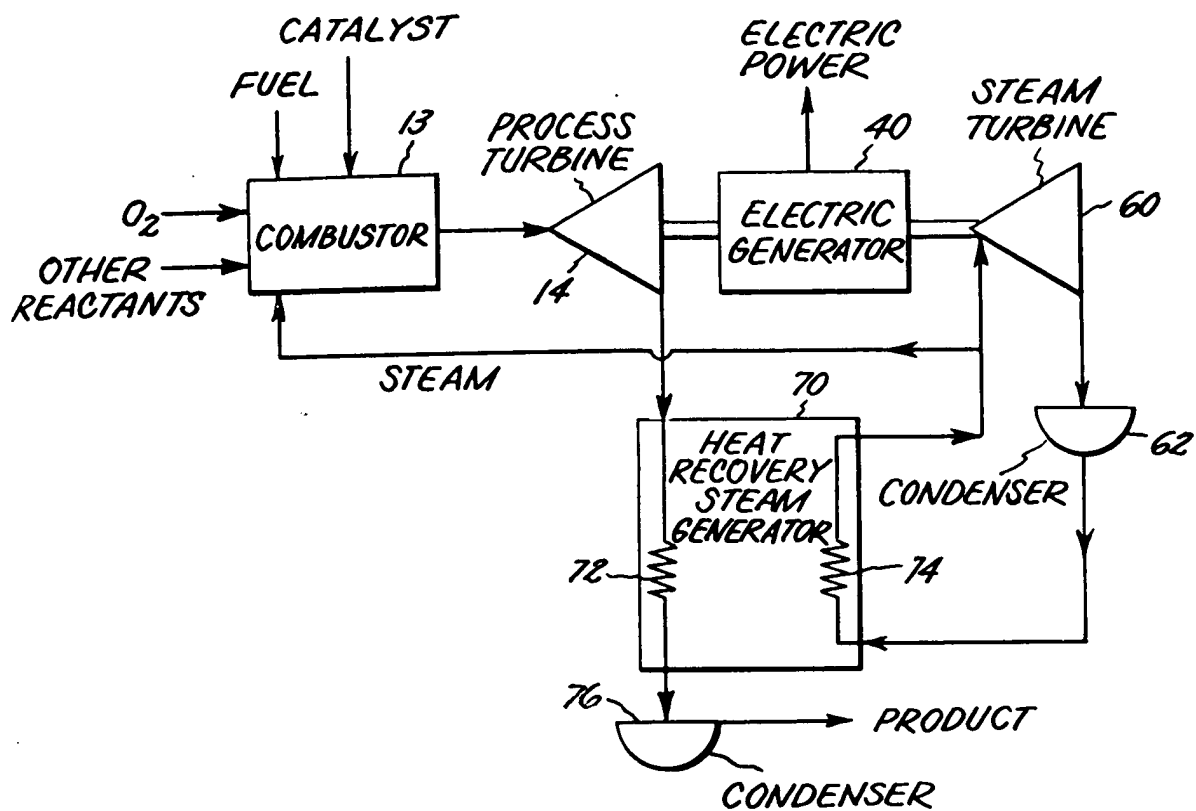 CATALYST
FUEL
13
O2
OTHER
REACTANTS
COMBUSTOR
PROCESS
TURBINE
14
ELECTRIC
POWER
40
ELECTRIC
GENERATOR
STEAM
TURBINE
60
STEAM
70
HEAT
RECOVERY
STEAM
GENERATOR
72
74
CONDENSER
62
76
PRODUCT
CONDENSER